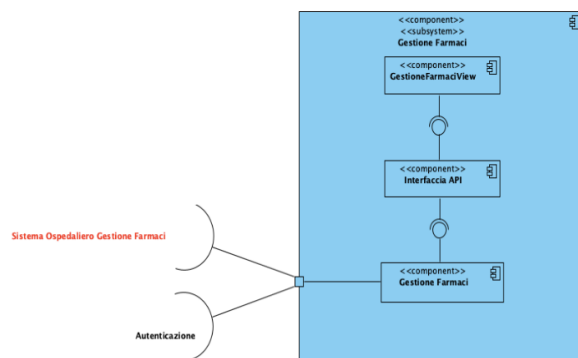 <<component>>
<<subsystem>>
Gestione Farmaci
<<component>>
GestioneFarmaciView
<<component>>
Interfaccia API
Sistema Ospedaliero Gestione Farmaci
<<component>>
Gestione Farmaci
Autenticazione